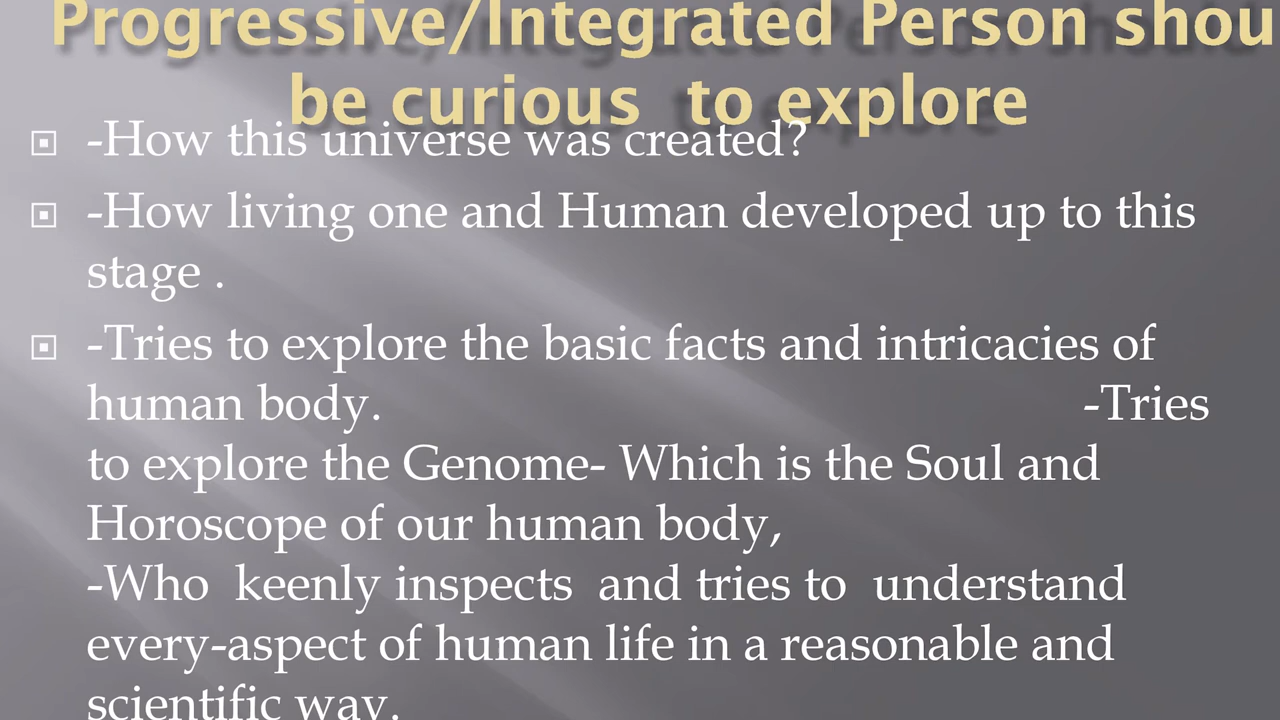 Progressive/Integrated Person shou
be curious  to explore
-How this universe was created?
-How living one and Human developed up to this
stage .
-Tries to explore the basic facts and intricacies of
human body. -Tries
to explore the Genome- Which is the Soul and
Horoscope of our human body,
-Who  keenly inspects  and tries to  understand
every-aspect of human life in a reasonable and
scientific way.